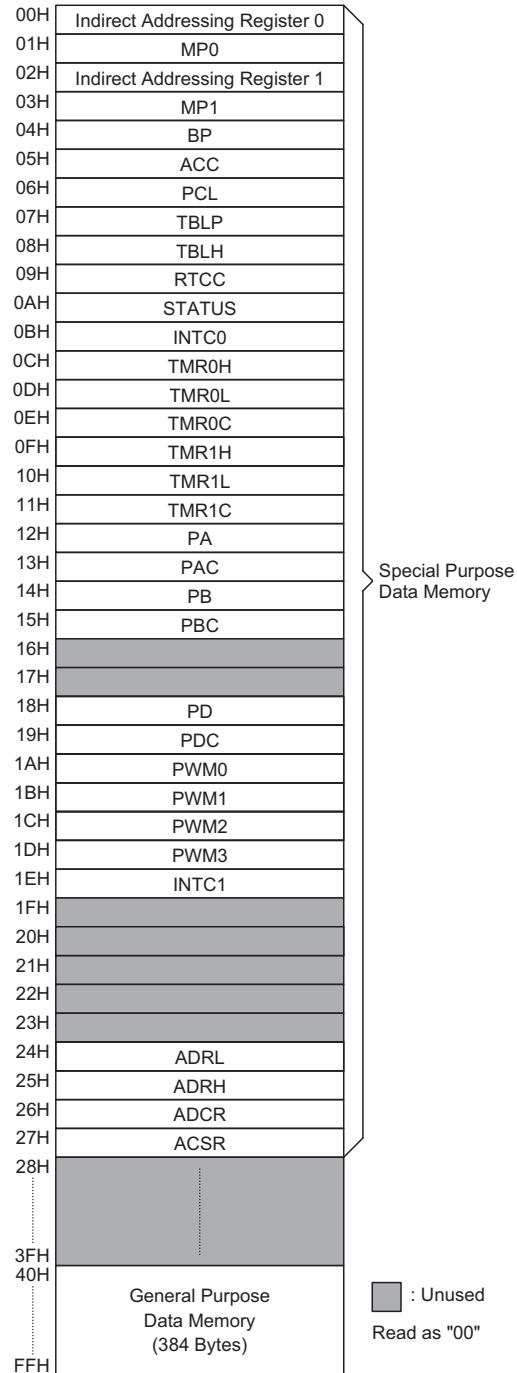 00H
Indirect Addressing Register 0
01H
MP0
02H
Indirect Addressing Register 1
03H
MP1
04H
BP
05H
ACC
06H
PCL
07H
TBLP
08H
TBLH
09H
RTCC
0AH
STATUS
0BH
INTC0
0CH
TMR0H
0DH
TMR0L
0EH
TMR0C
0FH
TMR1H
10H
TMR1L
11H
TMR1C
12H
PA
13H
PAC
14H
PB
15H
PBC
16H
17H
18H
PD
19H
PDC
1AH
PWM0
1BH
PWM1
1CH
PWM2
1DH
PWM3
1EH
INTC1
1FH
20H
21H
22H
23H
24H
ADRL
25H
ADRH
26H
ADCR
27H
ACSR
28H
3FH
40H
General Purpose
Data Memory
(384 Bytes)
FFH
Special Purpose
Data Memory
: Unused
Read as "00"